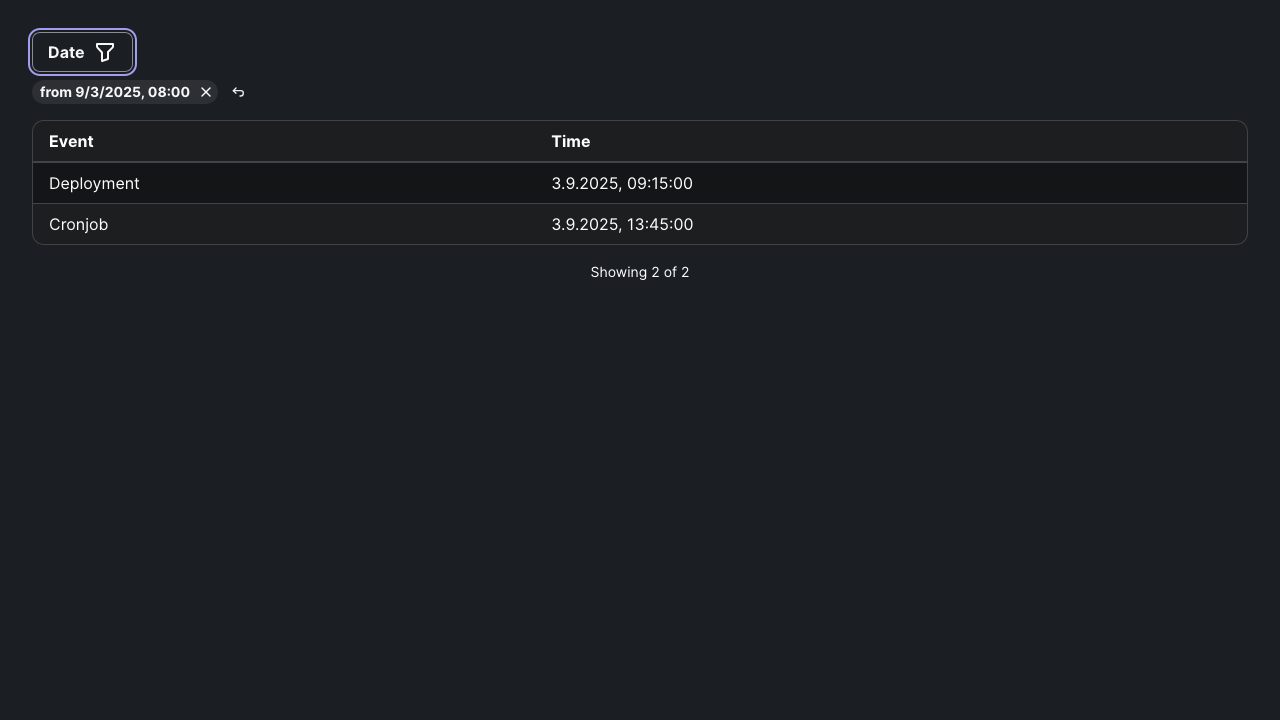 Date
from 9/3/2025, 08:00
Event Time
Deployment 3.9.2025, 09:15:00
Cronjob 3.9.2025, 13:45:00
Showing 2 of 2